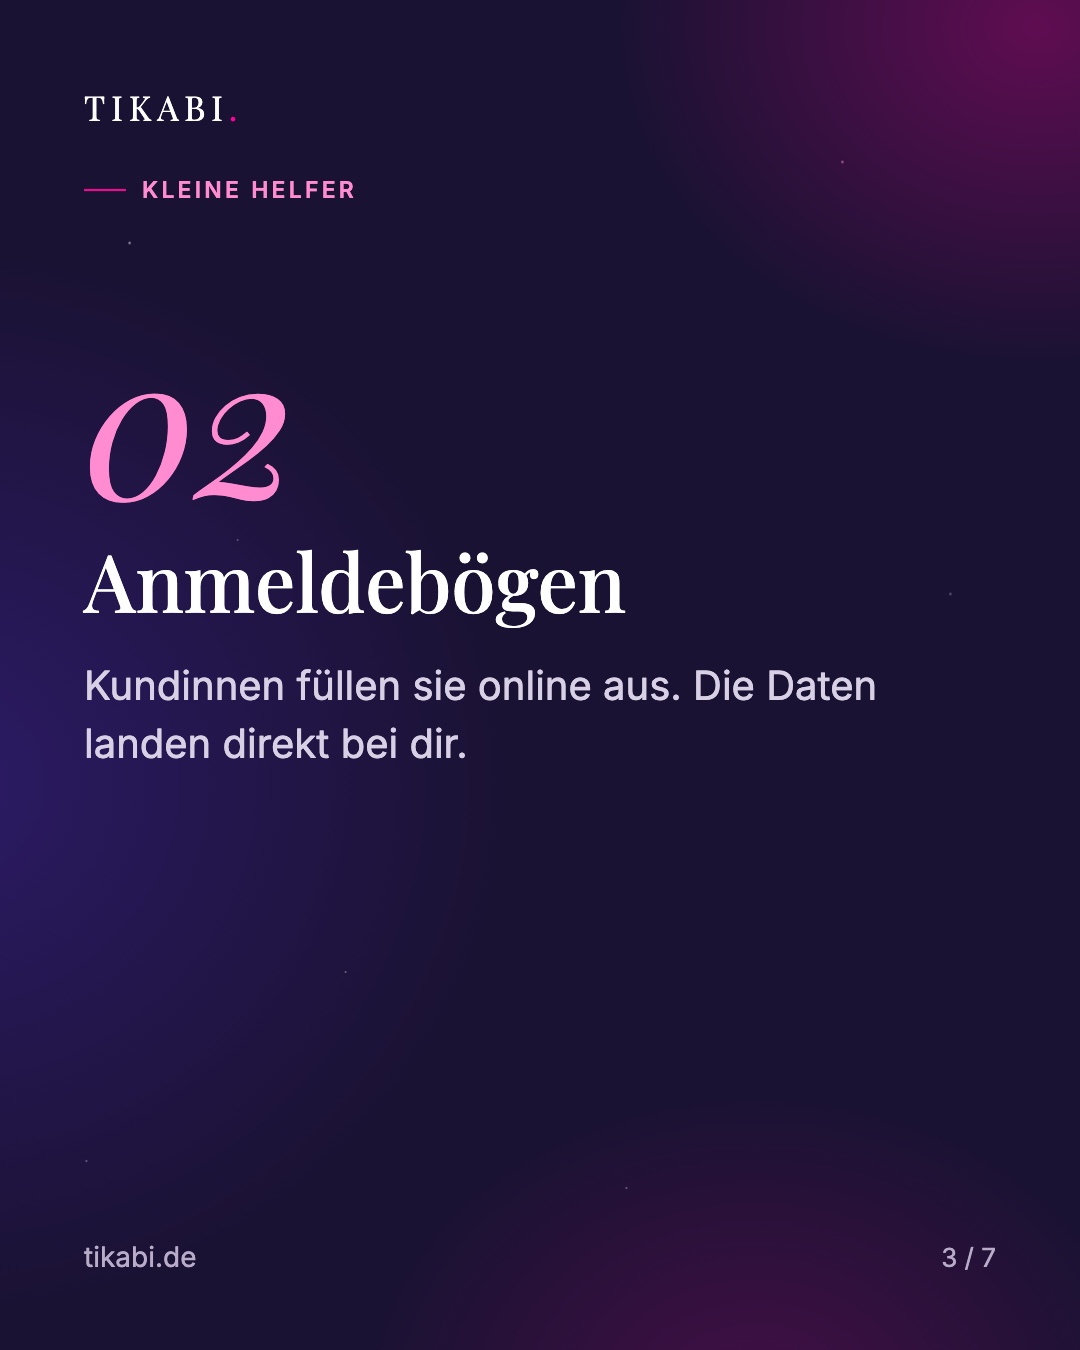 TIKABI.
KLEINE HELFER
02
Anmeldebögen
Kundinnen füllen sie online aus. Die Daten
landen direkt bei dir.
tikabi.de
3 / 7